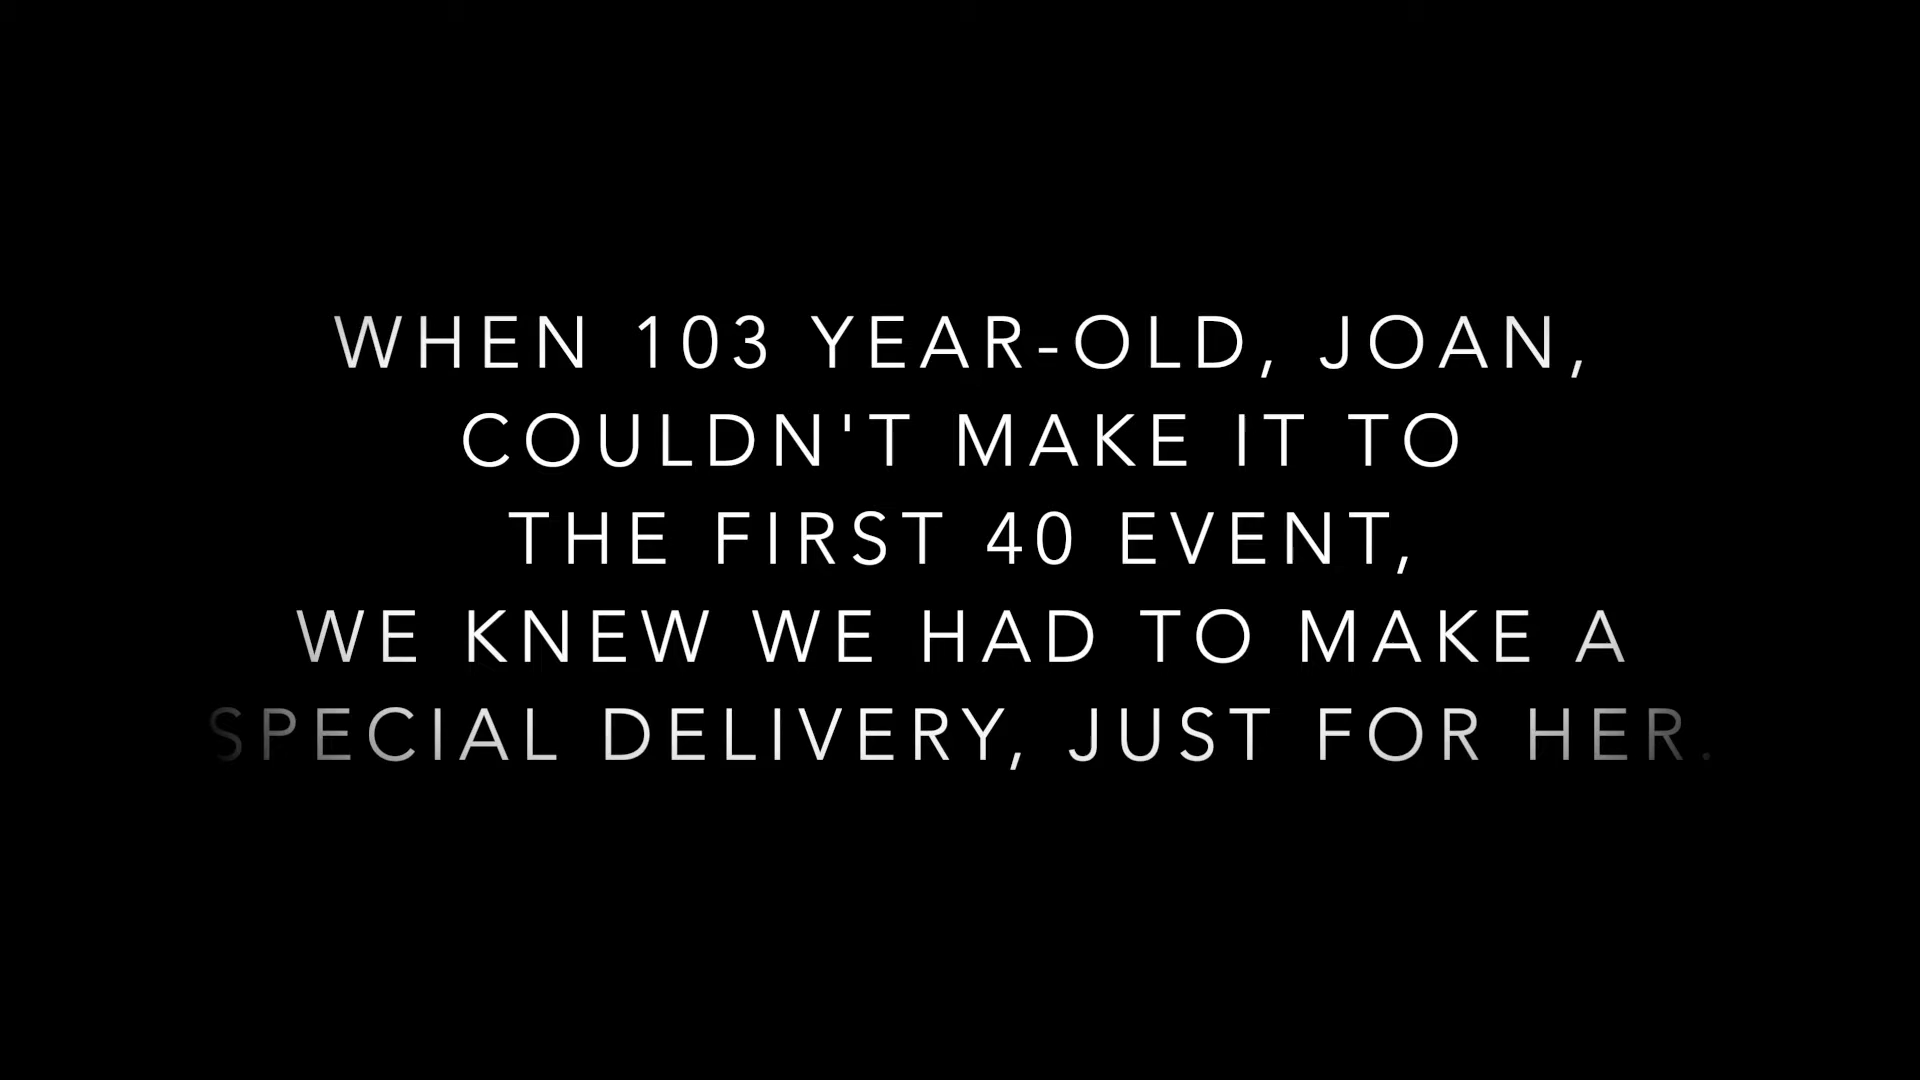 WHEN 103 YEAR-OLD, JOAN,
COULDN'T MAKE IT TO
THE FIRST 40 EVENT,
WE KNEW WE HAD TO MAKE A
SPECIAL DELIVERY, JUST FOR HER.